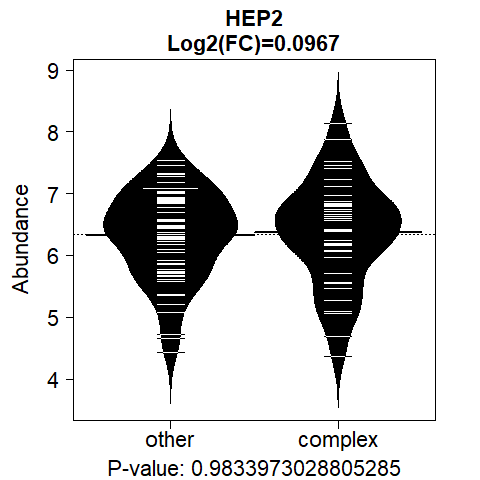 HEP2
Log2(FC)=0.0967
Abundance
9
8
7
6
5
4
other complex
P-value: 0.9833973028805285